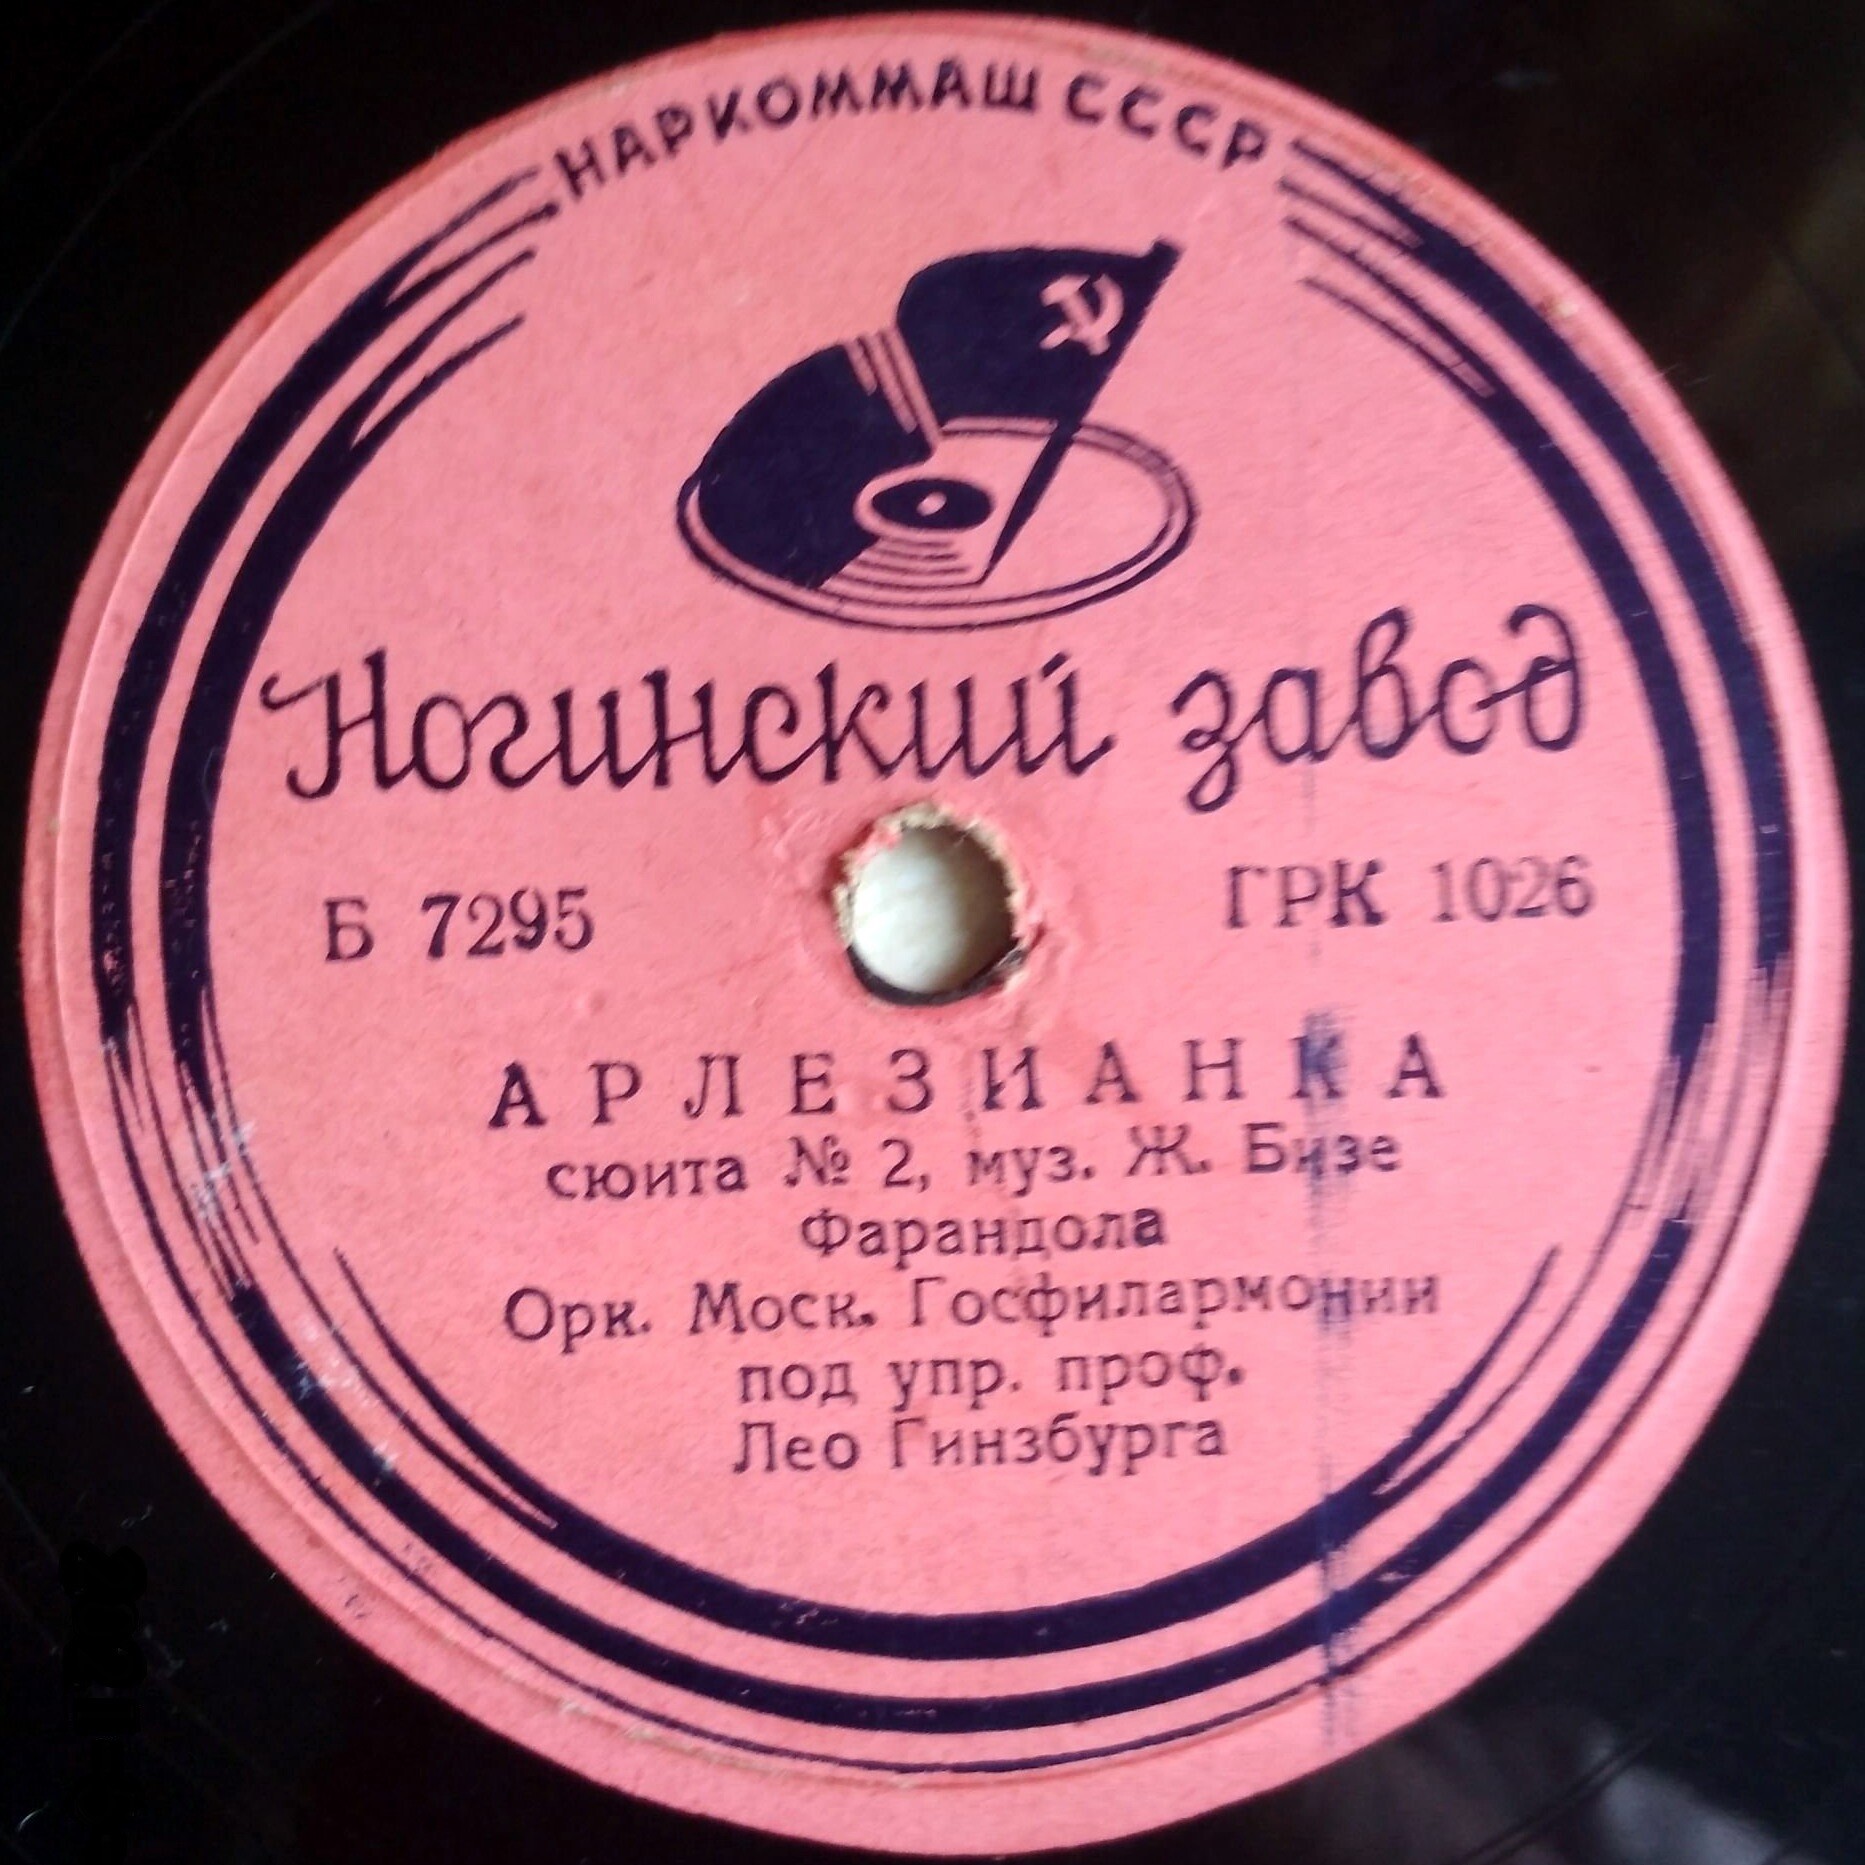 НАРКОММАШ СССР
Ногинский завод
Б 7295 ГРК 1026
АРЛЕЗИАНКА
сюита № 2, муз. Ж. Бизе
Фарандола
Орк. Моск. Госфилармонии
под упр. проф.
Лео Гинзбурга